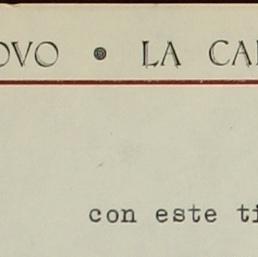 OVO • LA CA
con este ti